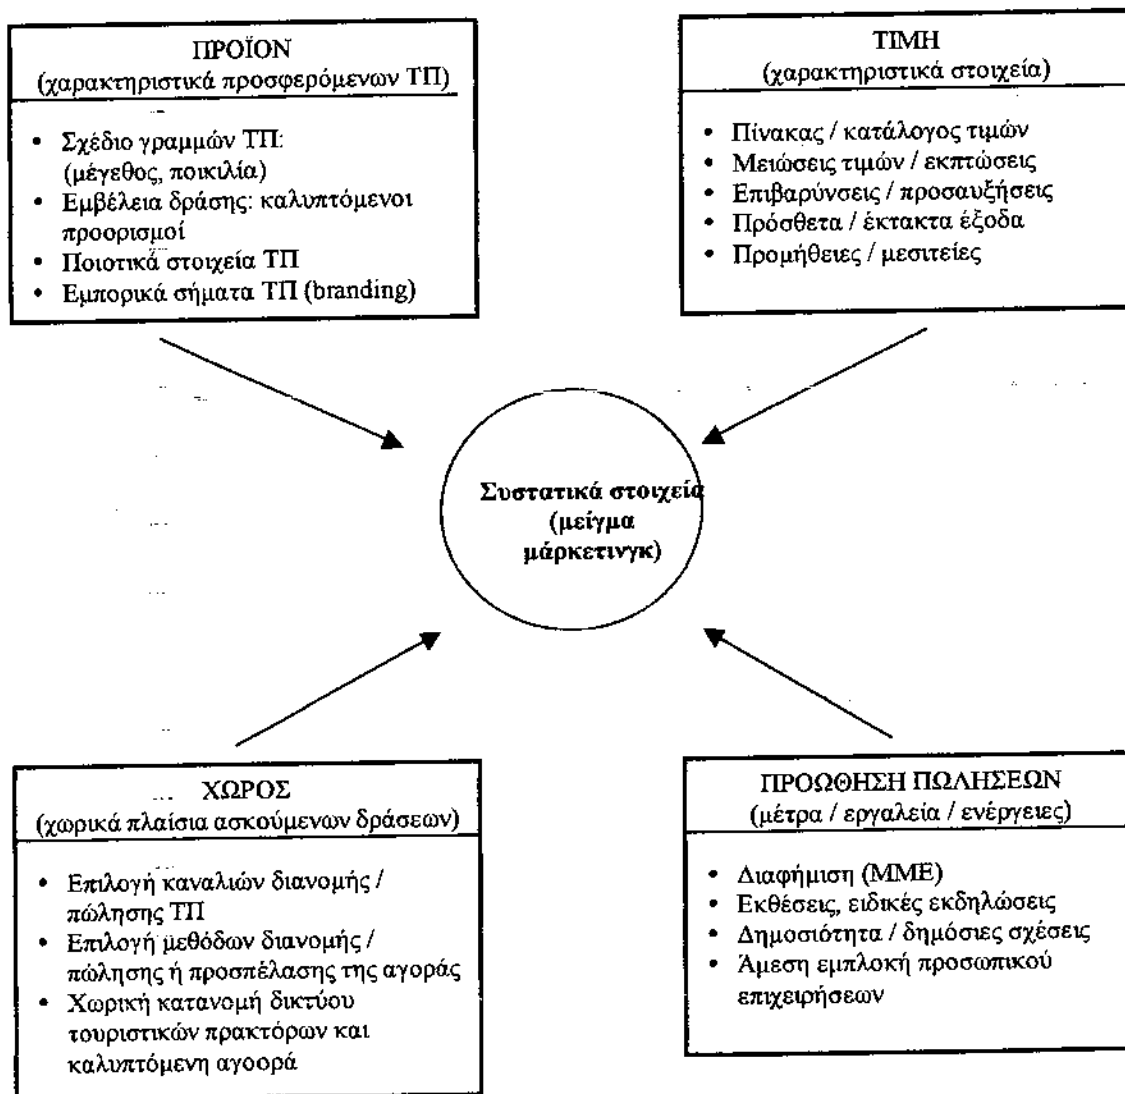 ΠΡΟΪΟΝ
(χαρακτηριστικά προσφερόμενων ΤΠ)
• Σχέδιο γραμμών ΤΠ:
(μέγεθος, ποικιλία)
• Εμβέλεια δράσης: καλυπτόμενοι
προορισμοί
• Ποιοτικά στοιχεία ΤΠ
• Εμπορικά σήματα ΤΠ (branding)
ΤΙΜΗ
(χαρακτηριστικά στοιχεία)
• Πίνακας / κατάλογος τιμών
• Μειώσεις τιμών / εκπτώσεις
• Επιβαρύνσεις / προσαυξήσεις
• Πρόσθετα / έκτακτα έξοδα
• Προμήθειες / μεσιτείες
Συστατικά στοιχεία
(μείγμα
μάρκετινγκ)
ΧΩΡΟΣ
(χωρικά πλαίσια ασκούμενων δράσεων)
• Επιλογή καναλιών διανομής /
πώλησης ΤΠ
• Επιλογή μεθόδων διανομής /
πώλησης ή προσπέλασης της αγοράς
• Χωρική κατανομή δικτύου
τουριστικών πρακτόρων και
καλυπτόμενη αγοορά
ΠΡΟΩΘΗΣΗ ΠΩΛΗΣΕΩΝ
(μέτρα / εργαλεία / ενέργειες)
• Διαφήμιση (ΜΜΕ)
• Εκθέσεις, ειδικές εκδηλώσεις
• Δημοσιότητα / δημόσιες σχέσεις
• Άμεση εμπλοκή προσωπικού
επιχειρήσεων